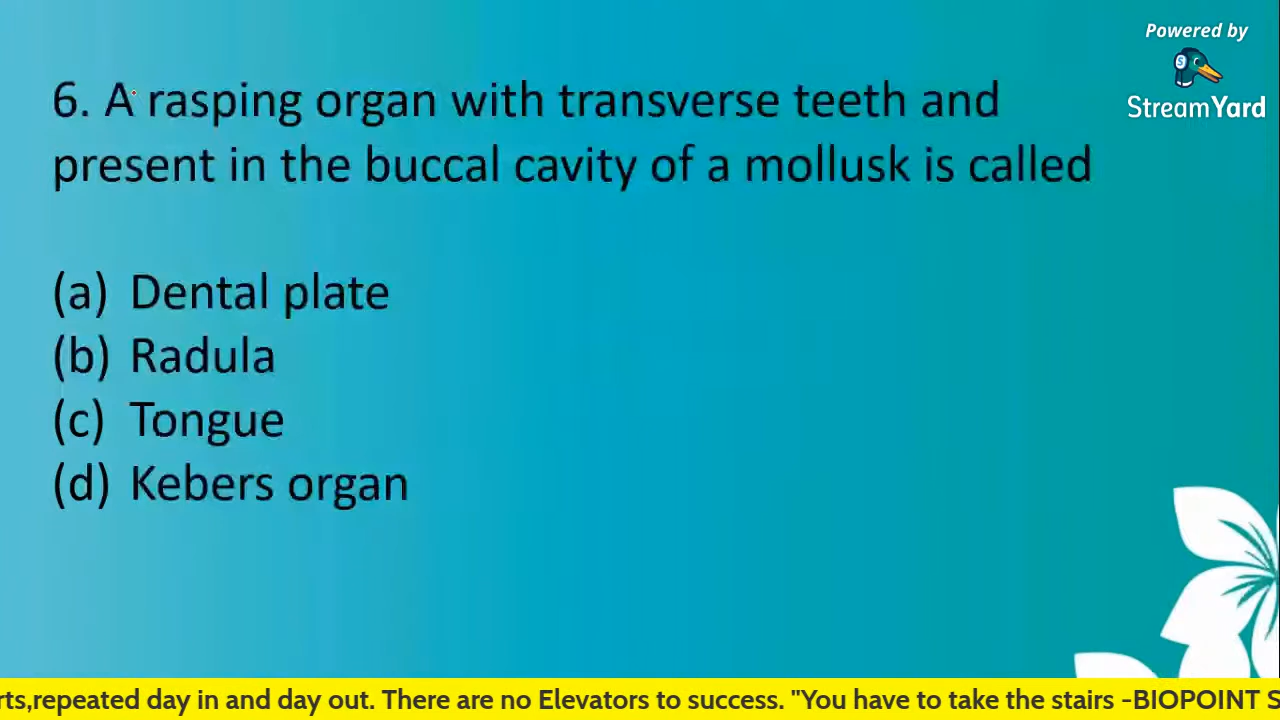 Powered by
StreamYard
6. A rasping organ with transverse teeth and
present in the buccal cavity of a mollusk is called
(a) Dental plate
(b) Radula
(c) Tongue
(d) Kebers organ
rts,repeated day in and day out. There are no Elevators to success. "You have to take the stairs -BIOPOINT S